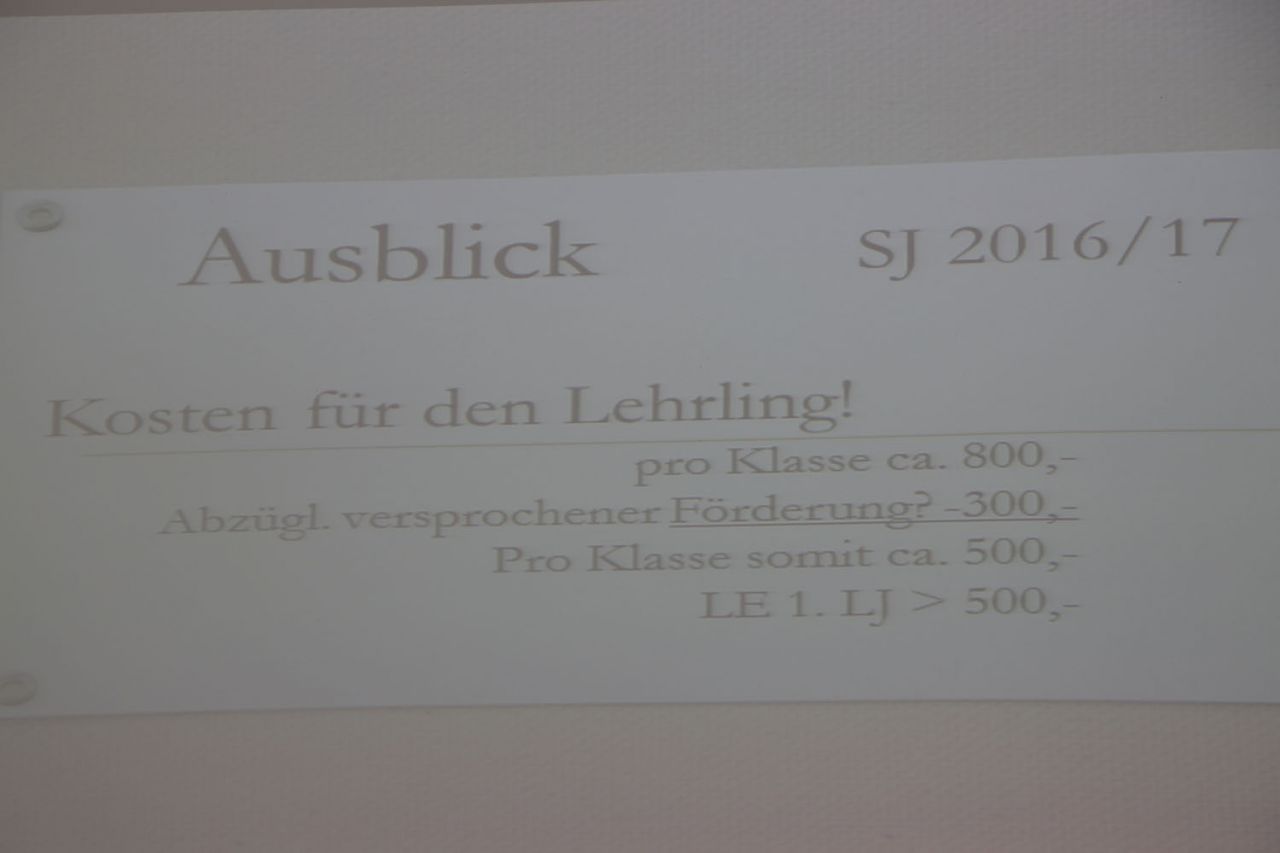 Ausblick SJ 2016/17
Kosten für den Lehrling!
pro Klasse ca. 800,-
Abzügl. versprochener Förderung? -300,-
Pro Klasse somit ca. 500,-
LE 1. LJ > 500,-